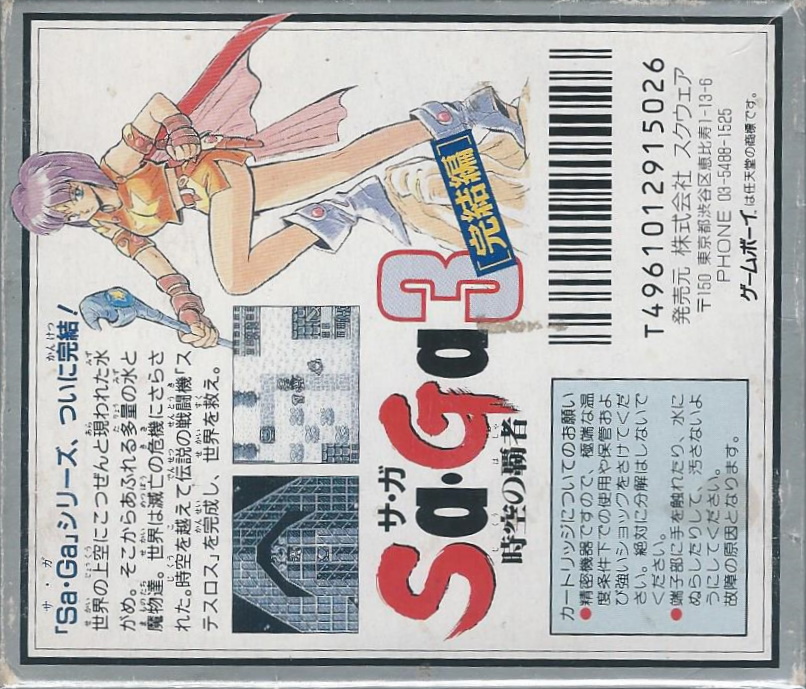 サ・ガ
「Sa・Ga」シリーズ、ついに完結！
かんけつ
世界の上空にこつぜんと現われた水
がめ。そこからあふれる多量の水と
魔物達。世界は滅亡の危機にさらさ
れた。時空を越えて伝説の戦闘機「ス
テスロス」を完成し、世界を救え。
サ・ガ
Sa・Ga3
時空の覇者
[完結編]
カートリッジについてのお願い
●精密機器ですので、極端な温
度条件下での使用や保管およ
び強いショックをさけてくだ
さい。絶対に分解はしないで
ください。
●端子部に手を触れたり、水に
ぬらしたりして、汚さないよ
うにしてください。
故障の原因となります。
T4961012915026
発売元 株式会社 スクウェア
〒150 東京都渋谷区恵比寿1-13-6
PHONE 03-5488-1525
ゲームボーイは任天堂の商標です。